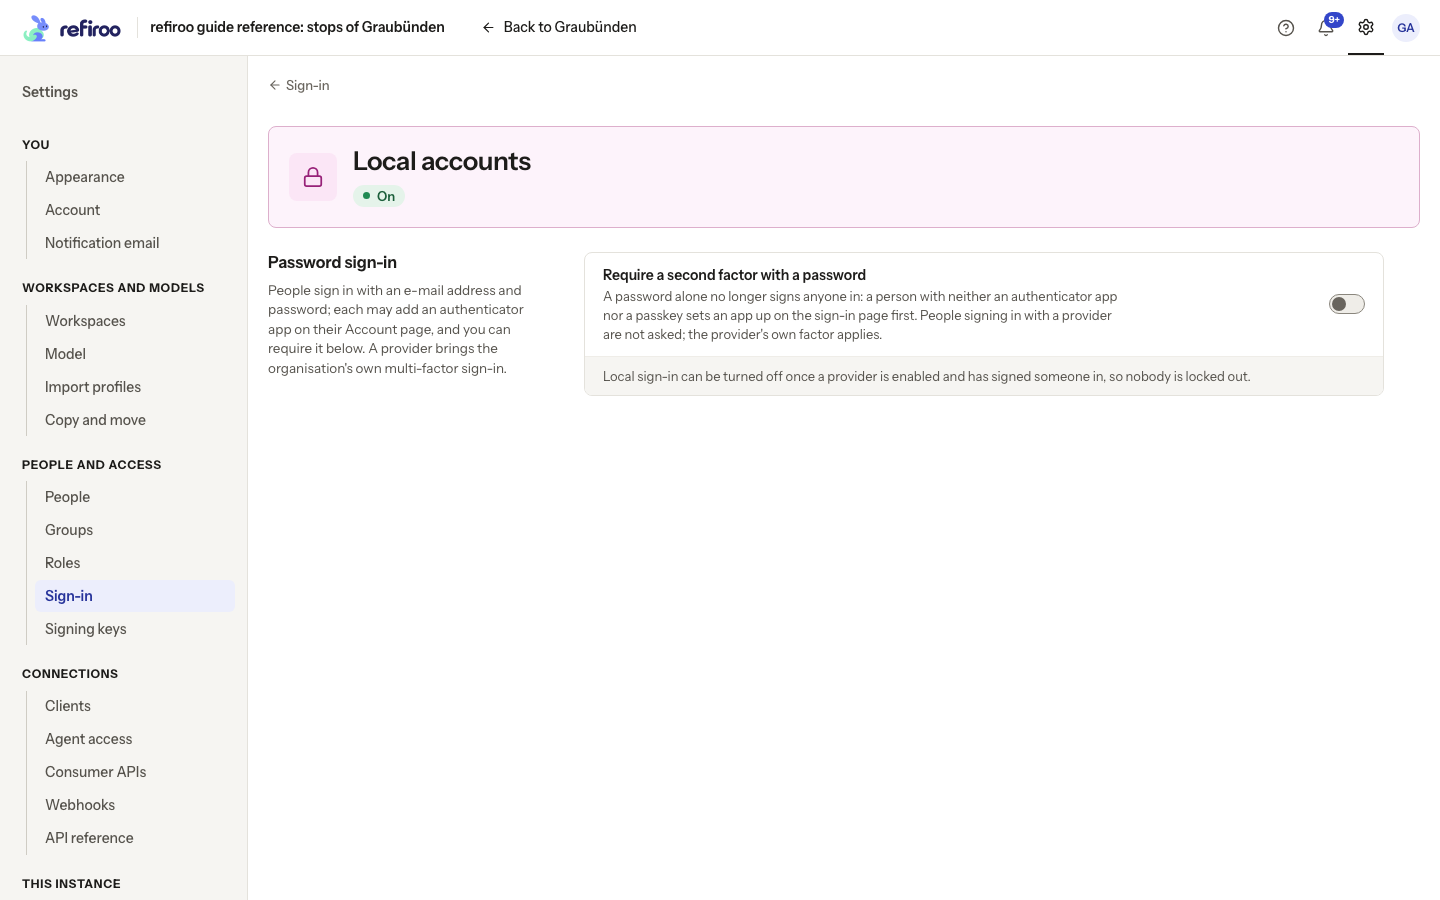 refiroo
refiroo guide reference: stops of Graubünden
Back to Graubünden
9+
GA
Settings
YOU
Appearance
Account
Notification email
WORKSPACES AND MODELS
Workspaces
Model
Import profiles
Copy and move
PEOPLE AND ACCESS
People
Groups
Roles
Sign-in
Signing keys
CONNECTIONS
Clients
Agent access
Consumer APIs
Webhooks
API reference
THIS INSTANCE
Sign-in
Local accounts
On
Password sign-in
People sign in with an e-mail address and
password; each may add an authenticator
app on their Account page, and you can
require it below. A provider brings the
organisation's own multi-factor sign-in.
Require a second factor with a password
A password alone no longer signs anyone in: a person with neither an authenticator app
nor a passkey sets an app up on the sign-in page first. People signing in with a provider
are not asked; the provider's own factor applies.
Local sign-in can be turned off once a provider is enabled and has signed someone in, so nobody is locked out.